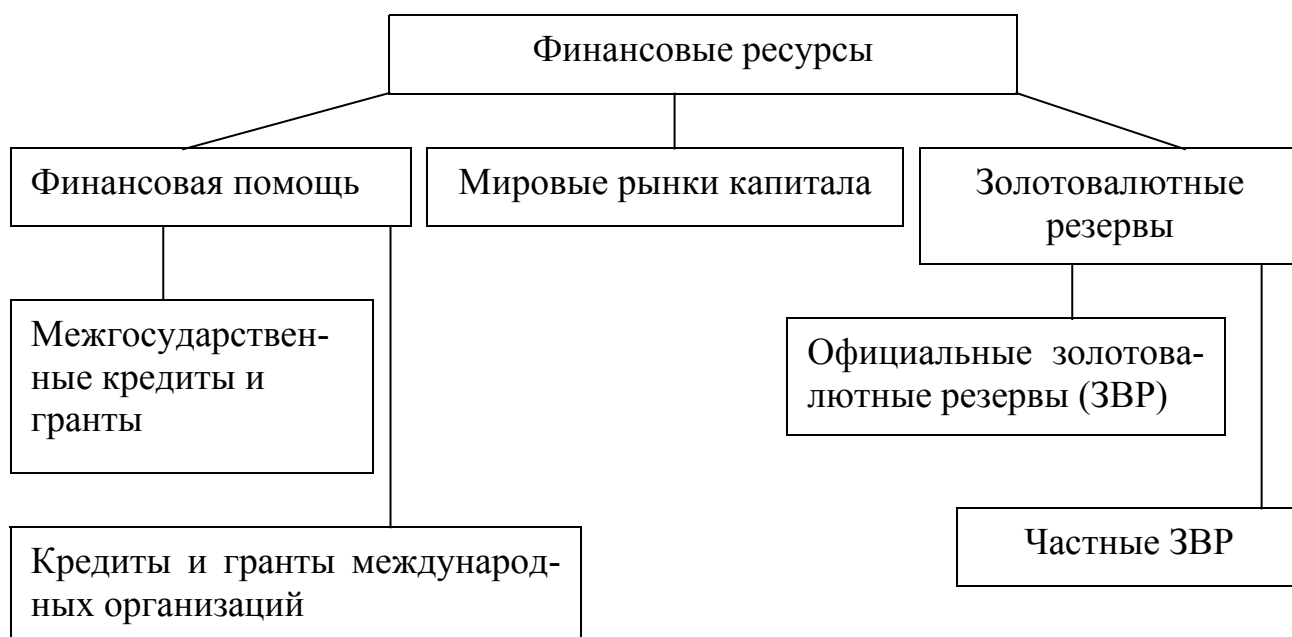 Финансовые ресурсы
Финансовая помощь
Мировые рынки капитала
Золотовалютные
резервы
Межгосударствен-
ные кредиты и
гранты
Официальные золотова-
лютные резервы (ЗВР)
Кредиты и гранты международ-
ных организаций
Частные ЗВР